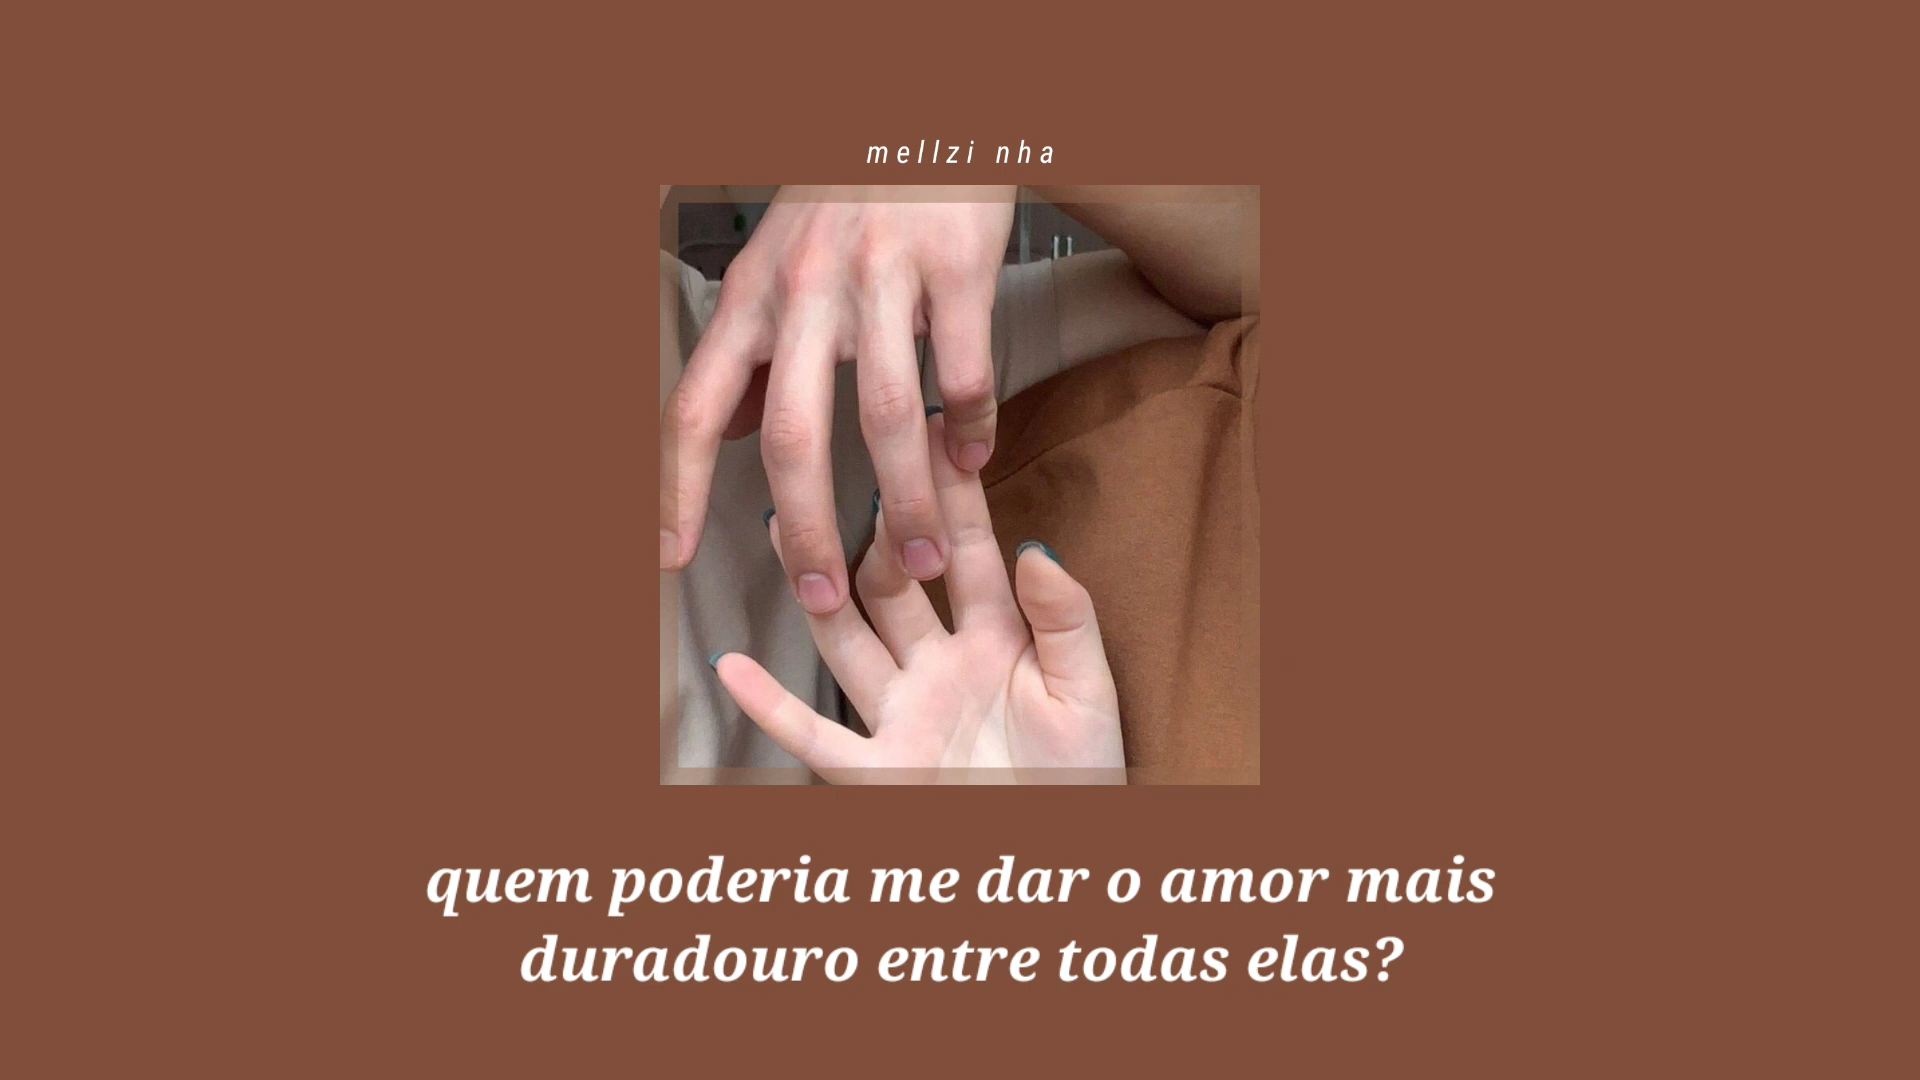 mellzi nha
quem poderia me dar o amor mais
duradouro entre todas elas?